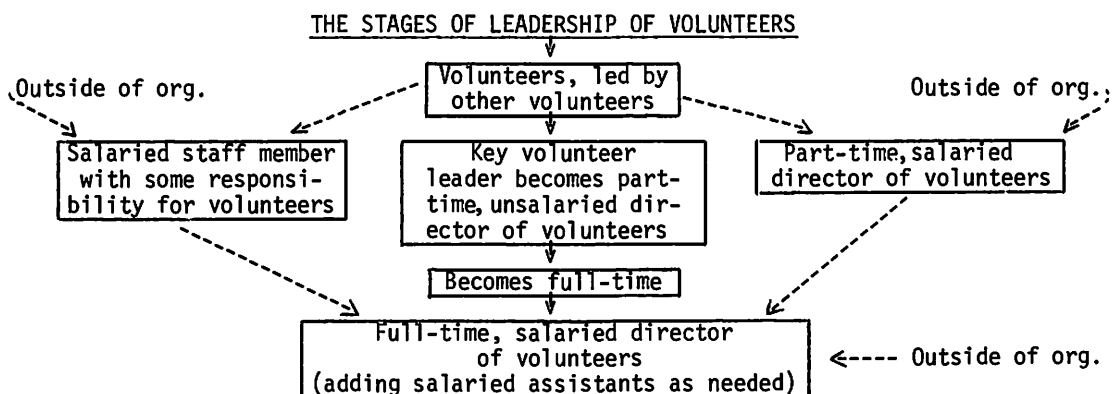 THE STAGES OF LEADERSHIP OF VOLUNTEERS
Volunteers, led by
other volunteers
Outside of org.
Outside of org.
Salaried staff member
with some responsi-
bility for volunteers
Key volunteer
leader becomes part-
time, unsalaried dir-
ector of volunteers
Part-time, salaried
director of volunteers
Becomes full-time
Full-time, salaried director
of volunteers
(adding salaried assistants as needed)
Outside of org.